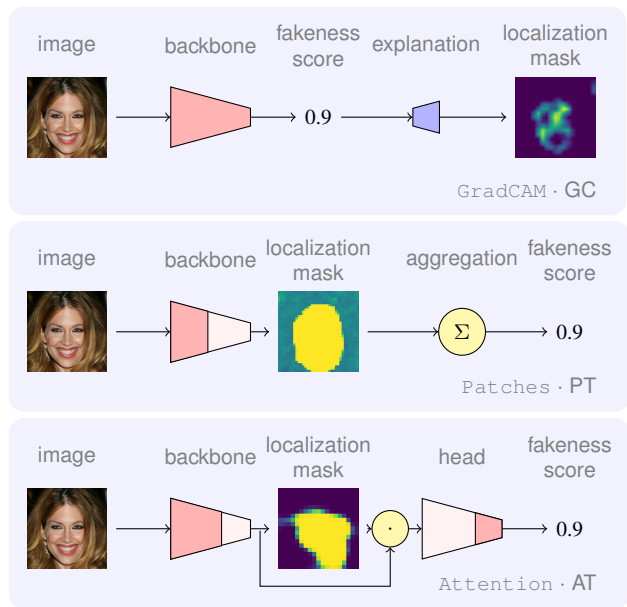 image backbone fakeness score explanation localization mask
0.9
GradCAM · GC
image backbone localization mask aggregation fakeness score
Σ 0.9
Patches · PT
image backbone localization mask head fakeness score
· 0.9
Attention · AT